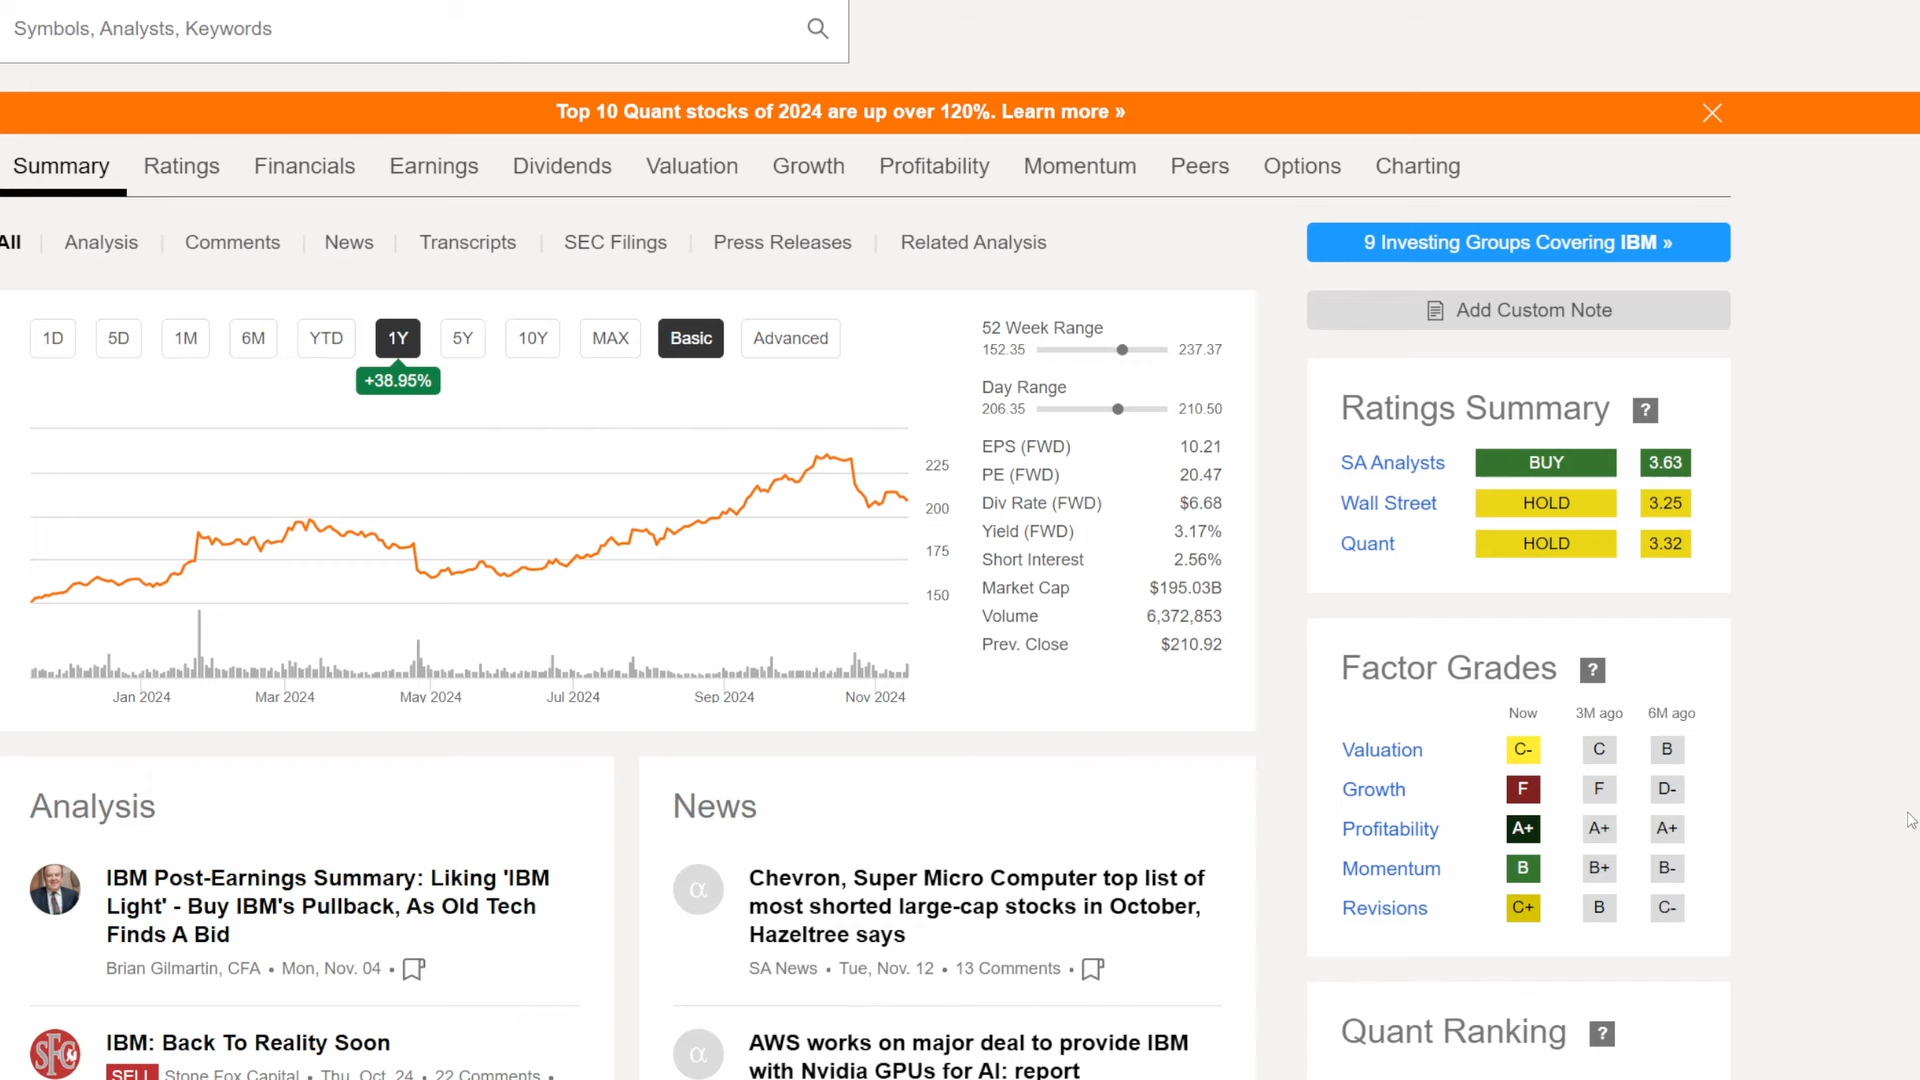 Symbols, Analysts, Keywords
Top 10 Quant stocks of 2024 are up over 120%. Learn more »
Summary Ratings Financials Earnings Dividends Valuation Growth Profitability Momentum Peers Options Charting
All Analysis Comments News Transcripts SEC Filings Press Releases Related Analysis
9 Investing Groups Covering IBM »
Add Custom Note
1D 5D 1M 6M YTD 1Y 5Y 10Y MAX Basic Advanced
+38.95%
225
200
175
150
Jan 2024 Mar 2024 May 2024 Jul 2024 Sep 2024 Nov 2024
52 Week Range
152.35 237.37
Day Range
206.35 210.50
EPS (FWD) 10.21
PE (FWD) 20.47
Div Rate (FWD) $6.68
Yield (FWD) 3.17%
Short Interest 2.56%
Market Cap $195.03B
Volume 6,372,853
Prev. Close $210.92
Ratings Summary ?
SA Analysts BUY 3.63
Wall Street HOLD 3.25
Quant HOLD 3.32
Factor Grades ?
Now 3M ago 6M ago
Valuation C- C B
Growth F F D-
Profitability A+ A+ A+
Momentum B B+ B-
Revisions C+ B C-
Quant Ranking ?
Analysis
IBM Post-Earnings Summary: Liking 'IBM
Light' - Buy IBM's Pullback, As Old Tech
Finds A Bid
Brian Gilmartin, CFA • Mon, Nov. 04 •
SFC
IBM: Back To Reality Soon
SELL Stone Fox Capital • Thu, Oct. 24 • 22 Comments •
News
α
Chevron, Super Micro Computer top list of
most shorted large-cap stocks in October,
Hazeltree says
SA News • Tue, Nov. 12 • 13 Comments •
α
AWS works on major deal to provide IBM
with Nvidia GPUs for AI: report